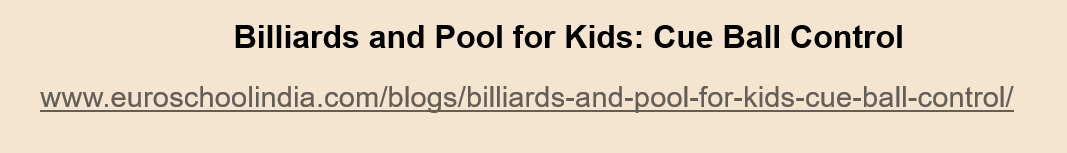 Billiards and Pool for Kids: Cue Ball Control
www.euroschoolindia.com/blogs/billiards-and-pool-for-kids-cue-ball-control/